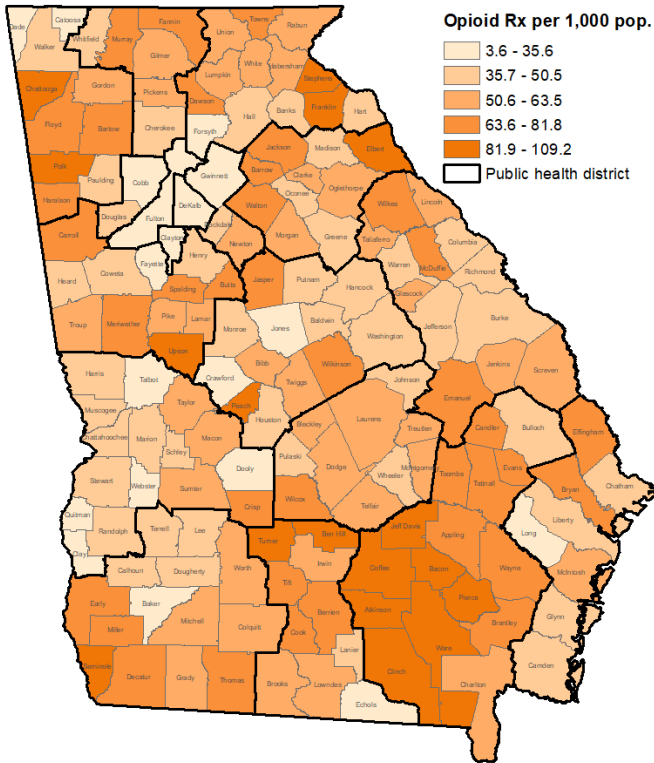 Opioid Rx per 1,000 pop.
3.6 - 35.6
35.7 - 50.5
50.6 - 63.5
63.6 - 81.8
81.9 - 109.2
Public health district
Catoosa
Fannin
Towns
Rabun
Union
Walker
Whitfield
Murray
Gilmer
White
Habersham
Lumpkin
Stephens
Chattooga
Gordon
Pickens
Dawson
Franklin
Hart
Banks
Hall
Floyd
Bartow
Cherokee
Forsyth
Jackson
Madison
Elbert
Polk
Paulding
Cobb
Gwinnett
Barrow
Clarke
Oglethorpe
Oconee
Wilkes
Lincoln
Haralson
Douglas
Fulton
DeKalb
Walton
Rockdale
Newton
Morgan
Greene
Taliaferro
Columbia
McDuffie
Warren
Richmond
Carroll
Clayton
Fayette
Henry
Coweta
Heard
Spalding
Butts
Jasper
Putnam
Hancock
Glascock
Jefferson
Burke
Troup
Meriwether
Pike
Lamar
Monroe
Jones
Baldwin
Washington
Upson
Bibb
Wilkinson
Jenkins
Screven
Harris
Talbot
Crawford
Peach
Twiggs
Johnson
Emanuel
Muscogee
Taylor
Houston
Bleckley
Laurens
Treutlen
Candler
Bulloch
Effingham
Chattahoochee
Marion
Macon
Schley
Pulaski
Dodge
Wheeler
Montgomery
Toombs
Tattnall
Evans
Bryan
Chatham
Stewart
Webster
Sumter
Dooly
Crisp
Wilcox
Telfair
Liberty
Long
Quitman
Randolph
Terrell
Lee
Turner
Ben Hill
Jeff Davis
Appling
Wayne
McIntosh
Clay
Calhoun
Dougherty
Worth
Irwin
Coffee
Bacon
Tift
Early
Baker
Mitchell
Colquitt
Berrien
Atkinson
Pierce
Brantley
Glynn
Miller
Cook
Lanier
Ware
Seminole
Decatur
Grady
Thomas
Brooks
Lowndes
Clinch
Charlton
Camden
Echols